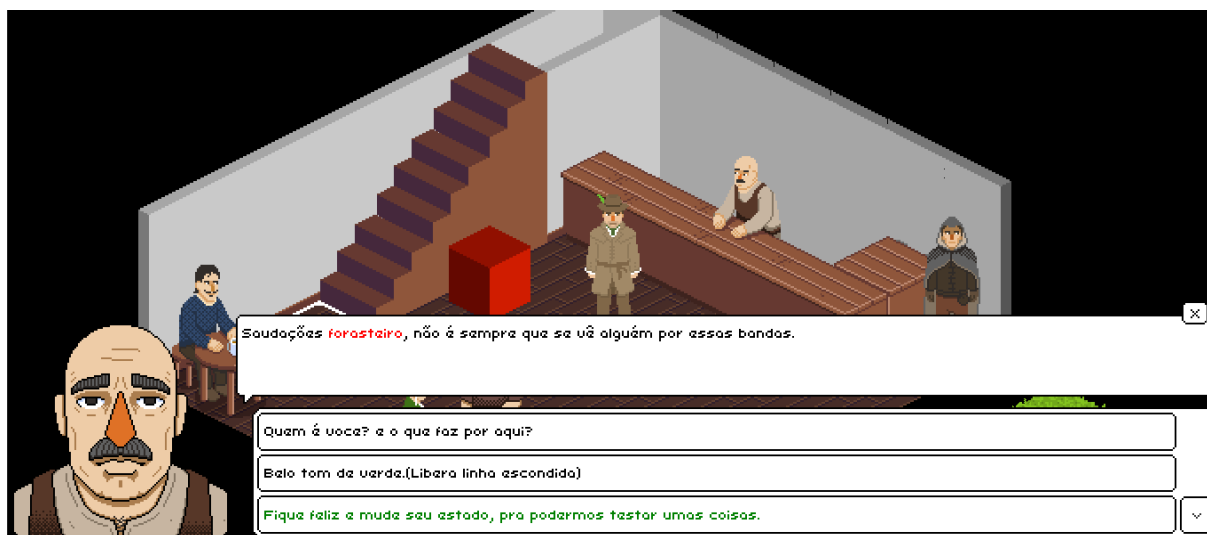 Saudações forasteiro, não é sempre que se vê alguém por essas bandas.
Quem é voce? e o que faz por aqui?
Belo tom de verde.(Libera linha escondida)
Fique feliz e mude seu estado, pra podermos testar umas coisas.